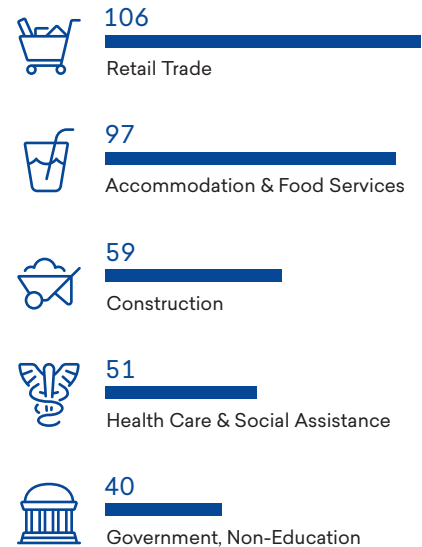 106
Retail Trade
97
Accommodation & Food Services
59
Construction
51
Health Care & Social Assistance
40
Government, Non-Education